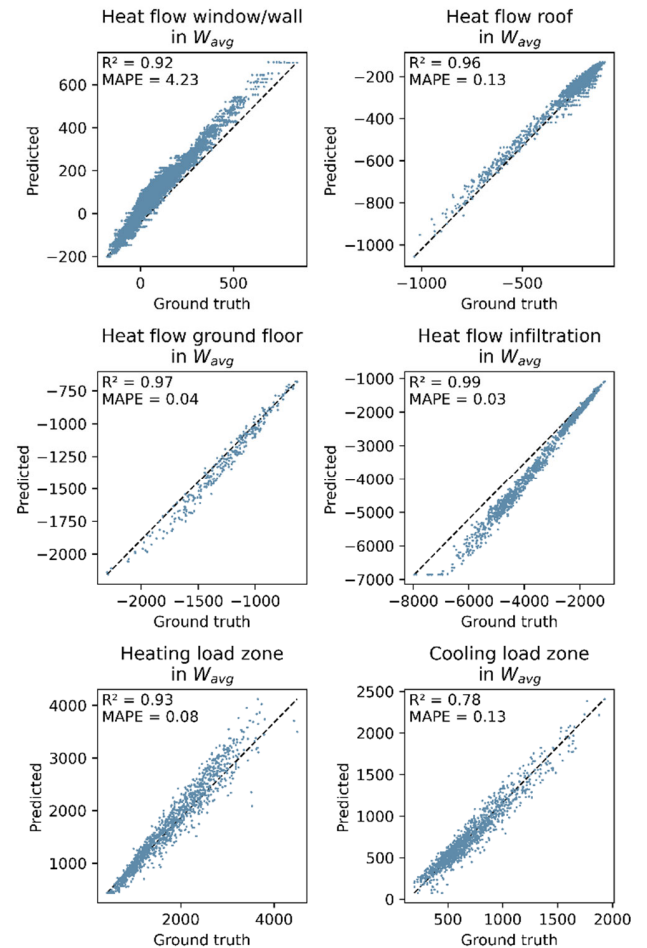 Heat flow window/wall
in W_avg
R² = 0.92
MAPE = 4.23
600
400
200
0
−200
Predicted
0
500
Ground truth
Heat flow roof
in W_avg
R² = 0.96
MAPE = 0.13
−200
−400
−600
−800
−1000
Predicted
−1000
−500
Ground truth
Heat flow ground floor
in W_avg
R² = 0.97
MAPE = 0.04
−750
−1000
−1250
−1500
−1750
−2000
Predicted
−2000
−1500
−1000
Ground truth
Heat flow infiltration
in W_avg
R² = 0.99
MAPE = 0.03
−1000
−2000
−3000
−4000
−5000
−6000
−7000
Predicted
−8000
−6000
−4000
−2000
Ground truth
Heating load zone
in W_avg
R² = 0.93
MAPE = 0.08
4000
3000
2000
1000
Predicted
2000
4000
Ground truth
Cooling load zone
in W_avg
R² = 0.78
MAPE = 0.13
2500
2000
1500
1000
500
0
Predicted
500
1000
1500
2000
Ground truth